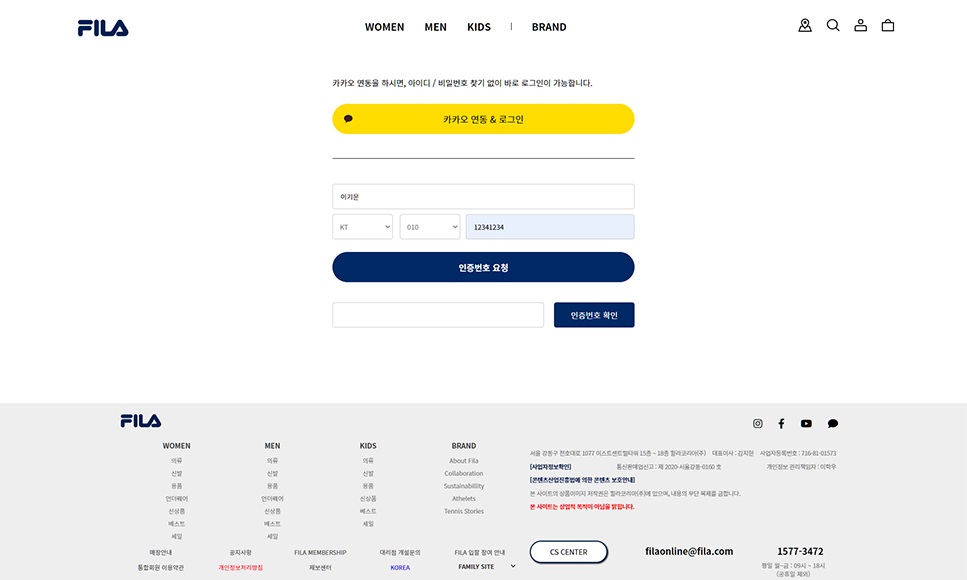 FILA WOMEN MEN KIDS | BRAND
카카오 연동을 하시면, 아이디 / 비밀번호 찾기 없이 바로 로그인이 가능합니다.
카카오 연동 & 로그인
이기운
KT 010 12341234
인증번호 요청
인증번호 확인
FILA
WOMEN MEN KIDS BRAND
의류 의류 의류 About Fila
신발 신발 신발 Collaboration
용품 용품 용품 Sustainability
언더웨어 언더웨어 신상품 Athelets
신상품 신상품 베스트 Tennis Stories
베스트 베스트 세일
세일 세일
서울 강동구 천호대로 1077 이스트센트럴타워 15층 ~ 18층 휠라코리아(주) 대표이사 : 김지헌 사업자등록번호 : 716-81-01573
[사업자정보확인] 통신판매업신고 : 제 2020-서울강동-0160 호 개인정보 관리책임자 : 이학우
[콘텐츠산업진흥법에 의한 콘텐츠 보호안내]
본 사이트의 상품이미지 저작권은 휠라코리아(주)에 있으며, 내용의 무단 복제를 금합니다.
본 사이트는 상업적 목적이 아님을 밝힙니다.
매장안내 공지사항 FILA MEMBERSHIP 대리점 개설문의 FILA 입찰 참여 안내
통합회원 이용약관 개인정보처리방침 제보센터 KOREA FAMILY SITE
CS CENTER filaonline@fila.com 1577-3472
평일 월~금 : 09시 ~ 18시
(공휴일 제외)